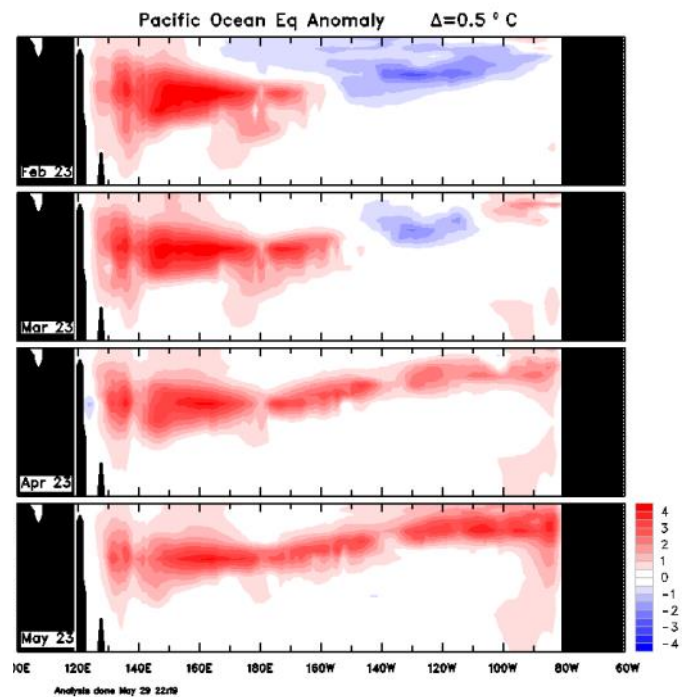 Pacific Ocean Eq Anomaly Δ=0.5 ° C
Feb 23
Mar 23
Apr 23
May 23
4
3
2
1
0
-1
-2
-3
-4
00E 120E 140E 160E 180E 160W 140W 120W 100W 80W 60W
Analysis done May 29 22:19